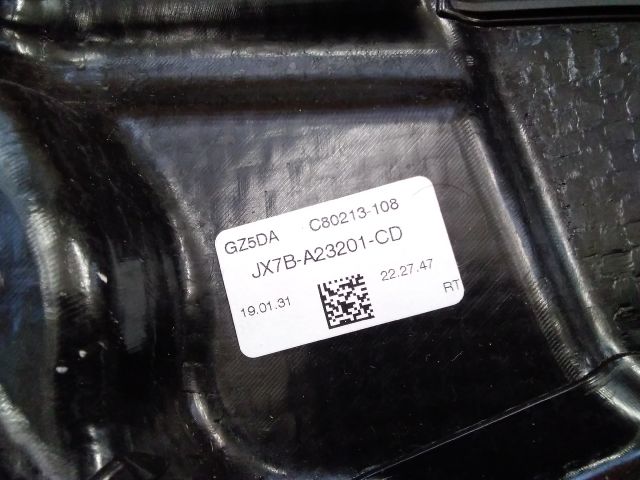 GZ5DA C80213-108
JX7B-A23201-CD
19.01.31 22.27.47
RT